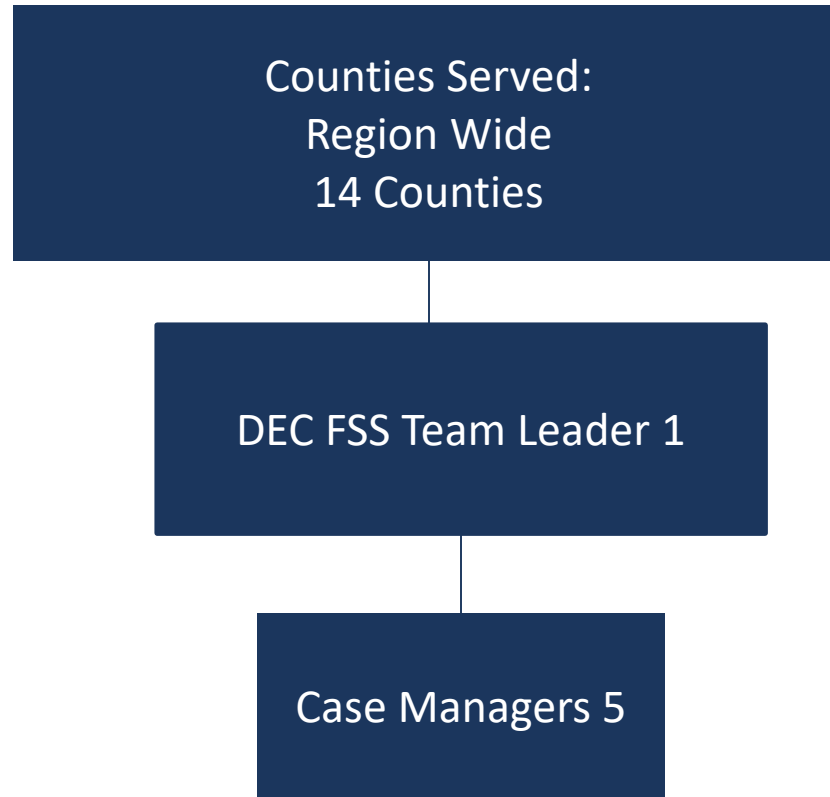 Counties Served:
Region Wide
14 Counties
DEC FSS Team Leader 1
Case Managers 5